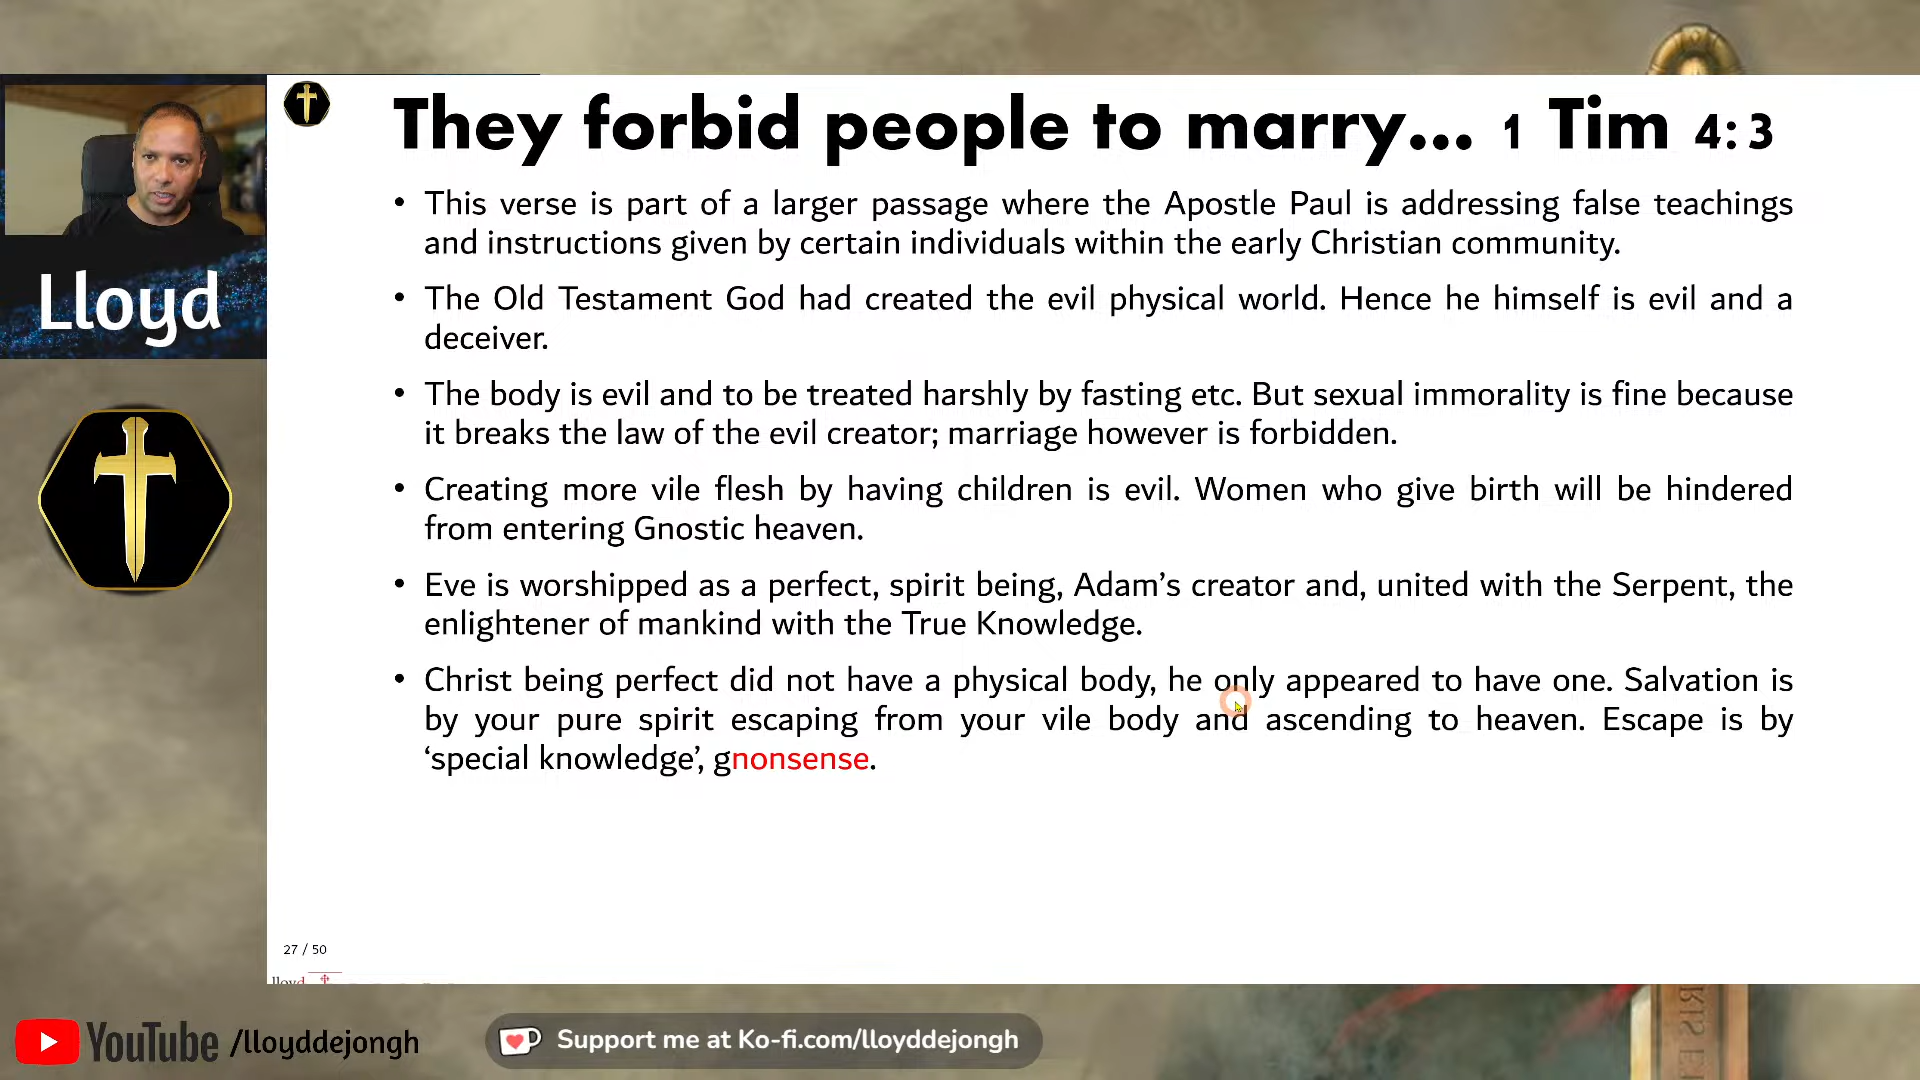 They forbid people to marry... 1 Tim 4:3
• This verse is part of a larger passage where the Apostle Paul is addressing false teachings
and instructions given by certain individuals within the early Christian community.
• The Old Testament God had created the evil physical world. Hence he himself is evil and a
deceiver.
• The body is evil and to be treated harshly by fasting etc. But sexual immorality is fine because
it breaks the law of the evil creator; marriage however is forbidden.
• Creating more vile flesh by having children is evil. Women who give birth will be hindered
from entering Gnostic heaven.
• Eve is worshipped as a perfect, spirit being, Adam’s creator and, united with the Serpent, the
enlightener of mankind with the True Knowledge.
• Christ being perfect did not have a physical body, he only appeared to have one. Salvation is
by your pure spirit escaping from your vile body and ascending to heaven. Escape is by
‘special knowledge’, gnonsense.
Lloyd
27 / 50
lloyd
YouTube /lloyddejongh
Support me at Ko-fi.com/lloyddejongh